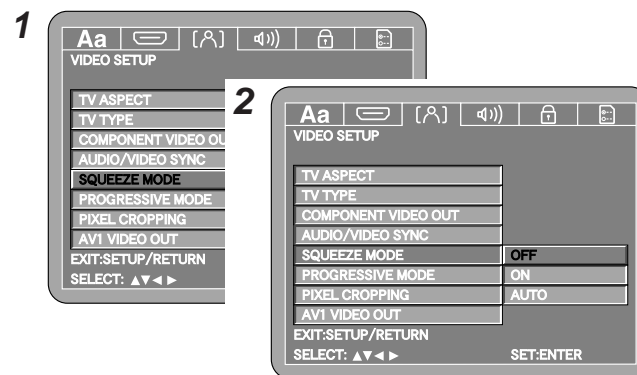 1
Aa
VIDEO SETUP
TV ASPECT
TV TYPE
COMPONENT VIDEO OU
AUDIO/VIDEO SYNC
SQUEEZE MODE
PROGRESSIVE MODE
PIXEL CROPPING
AV1 VIDEO OUT
EXIT:SETUP/RETURN
SELECT: ▲▼◄ ►
2
Aa
VIDEO SETUP
TV ASPECT
TV TYPE
COMPONENT VIDEO OUT
AUDIO/VIDEO SYNC
SQUEEZE MODE OFF
PROGRESSIVE MODE ON
PIXEL CROPPING AUTO
AV1 VIDEO OUT
EXIT:SETUP/RETURN
SELECT: ▲▼◄ ► SET:ENTER